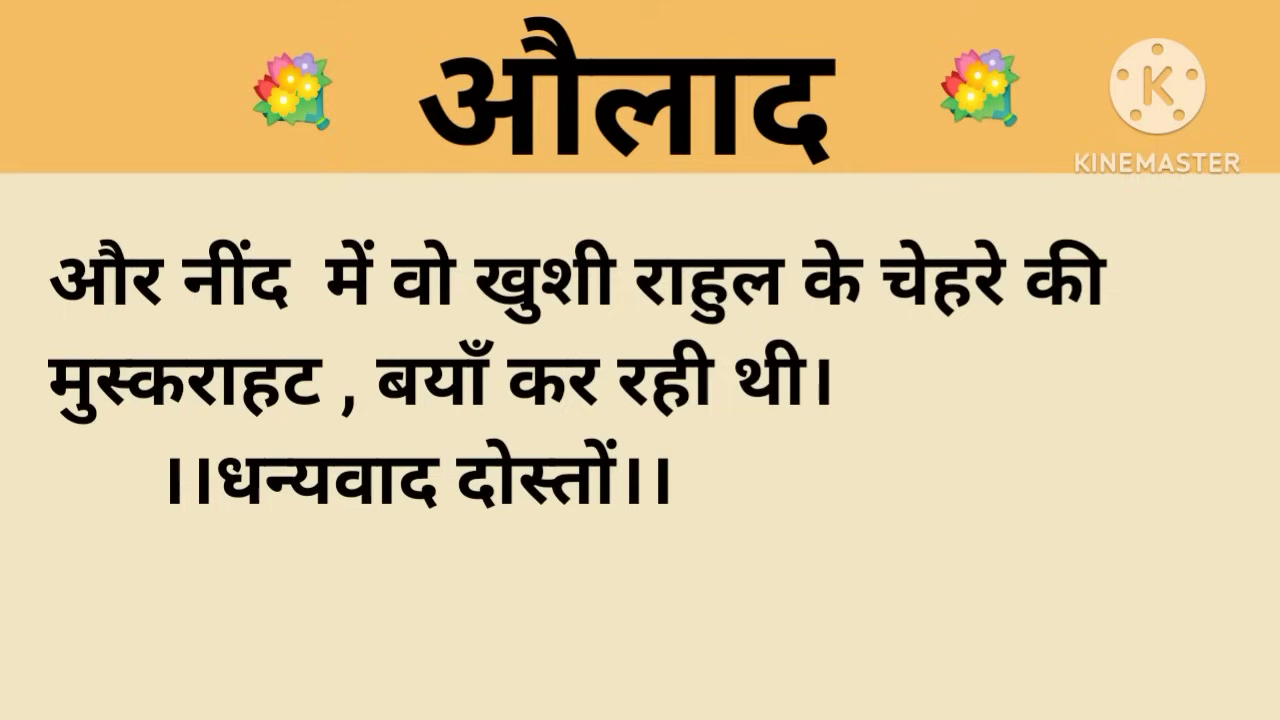 औलाद
KINEMASTER
और नींद में वो खुशी राहुल के चेहरे की
मुस्कराहट , बयाँ कर रही थी।
।।धन्यवाद दोस्तों।।